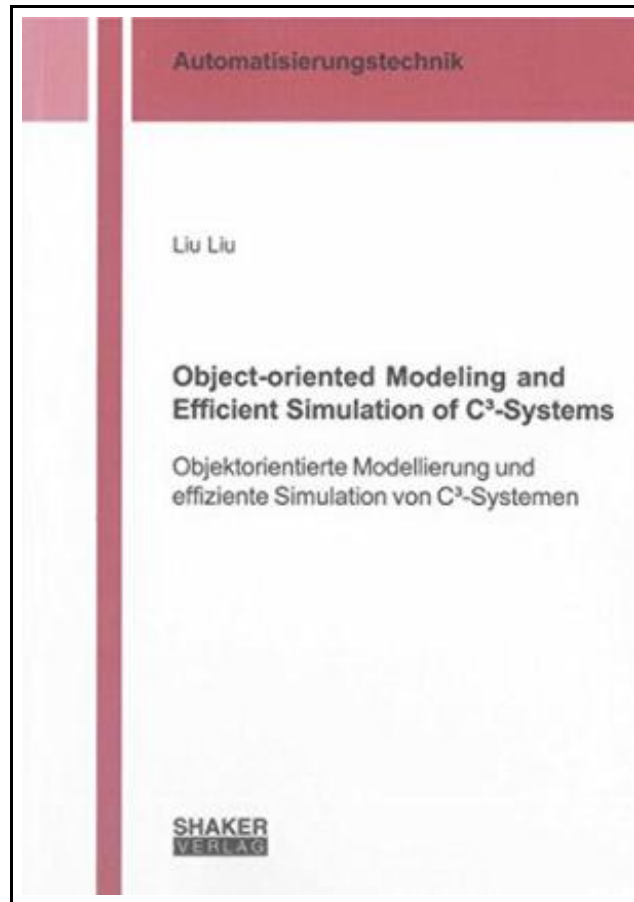 Automatisierungstechnik
Liu Liu
Object-oriented Modeling and
Efficient Simulation of C³-Systems
Objektorientierte Modellierung und
effiziente Simulation von C³-Systemen
SHAKER
VERLAG